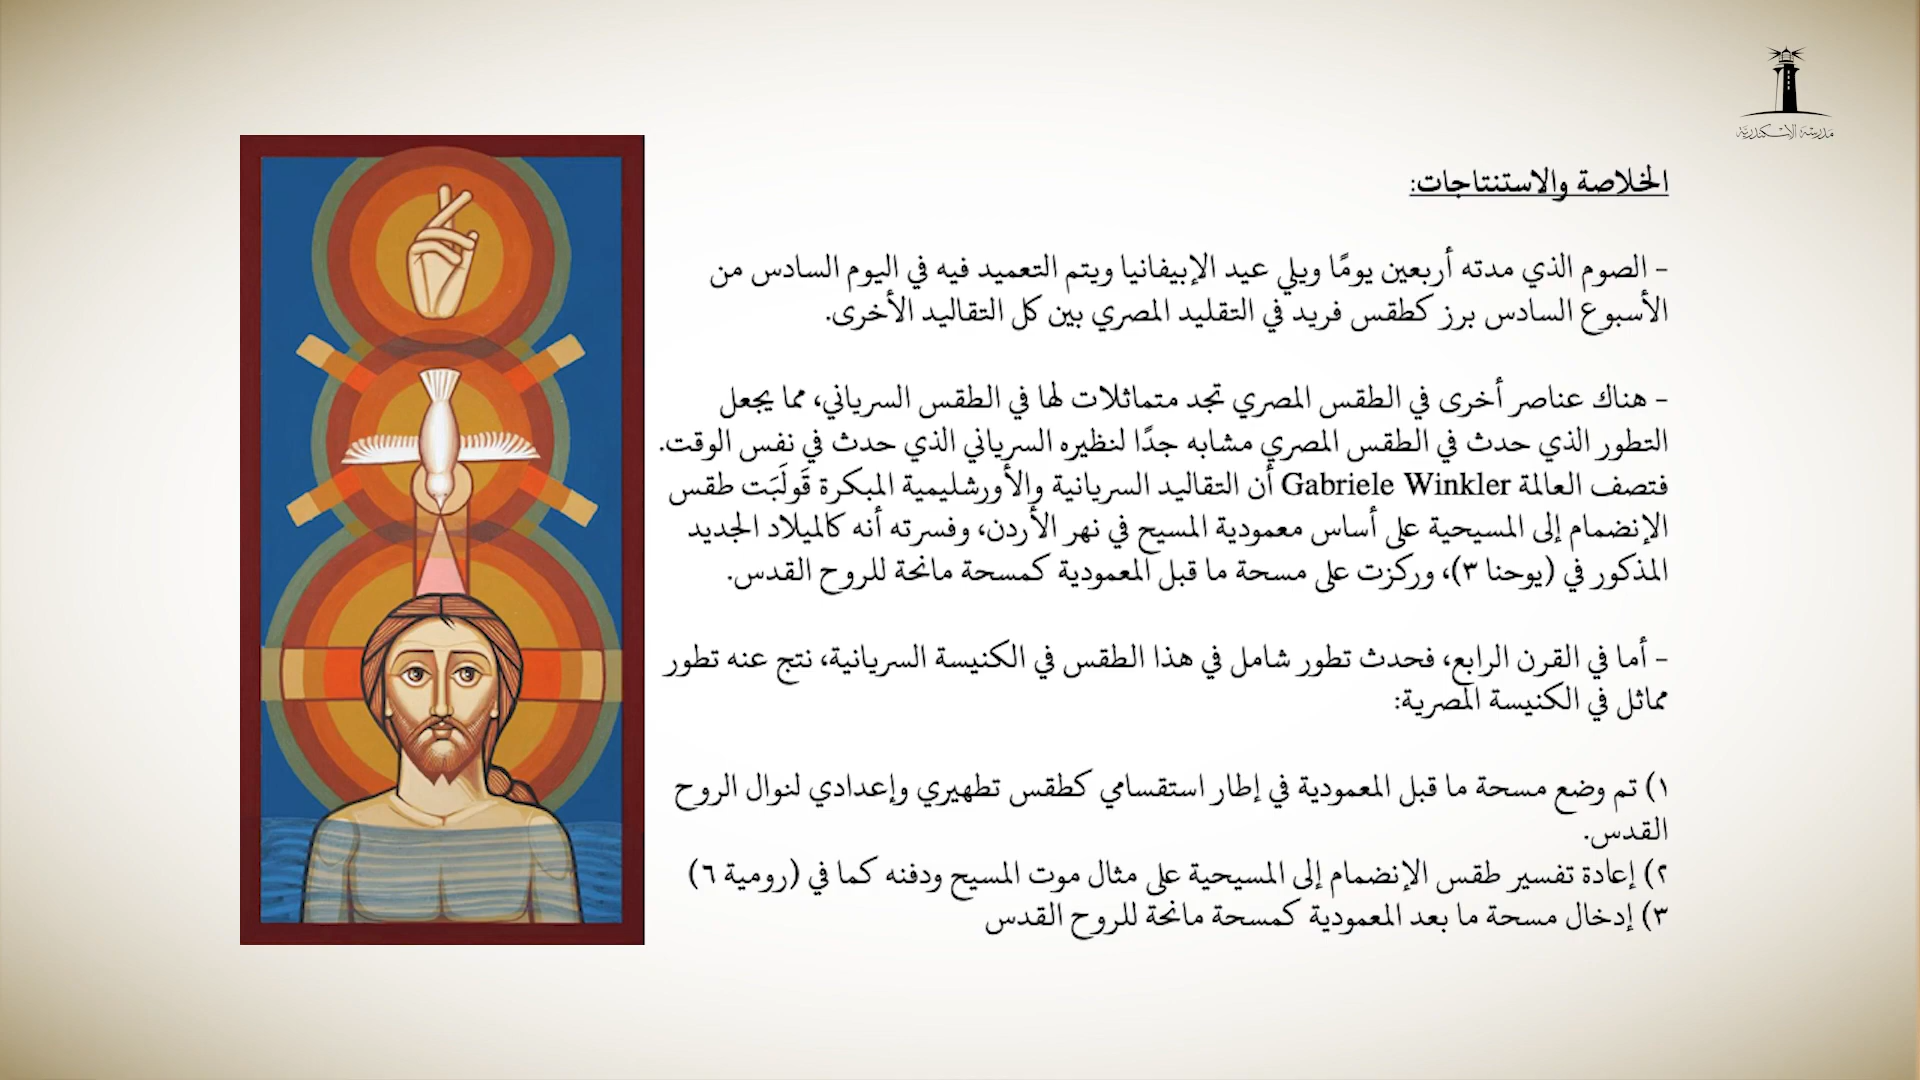 مدرسة الإسكندرية
الخلاصة والاستنتاجات:
– الصوم الذي مدته أربعين يومًا ويلي عيد الإبيفانيا ويتم التعميد فيه في اليوم السادس من
الأسبوع السادس برز كطقس فريد في التقليد المصري بين كل التقاليد الأخرى.
– هناك عناصر أخرى في الطقس المصري تجد متماثلات لها في الطقس السرياني، مما يجعل
التطور الذي حدث في الطقس المصري مشابه جدًا لنظيره السرياني الذي حدث في نفس الوقت.
فتصف العالمة Gabriele Winkler أن التقاليد السريانية والأورشليمية المبكرة قَولَبَت طقس
الإنضمام إلى المسيحية على أساس معمودية المسيح في نهر الأردن، وفسرته أنه كالميلاد الجديد
المذكور في (يوحنا ٣)، وركزت على مسحة ما قبل المعمودية كمسحة مانحة للروح القدس.
– أما في القرن الرابع، فحدث تطور شامل في هذا الطقس في الكنيسة السريانية، نتج عنه تطور
مماثل في الكنيسة المصرية:
١) تم وضع مسحة ما قبل المعمودية في إطار استقسامي كطقس تطهيري وإعدادي لنوال الروح
القدس.
٢) إعادة تفسير طقس الإنضمام إلى المسيحية على مثال موت المسيح ودفنه كما في (رومية ٦)
٣) إدخال مسحة ما بعد المعمودية كمسحة مانحة للروح القدس